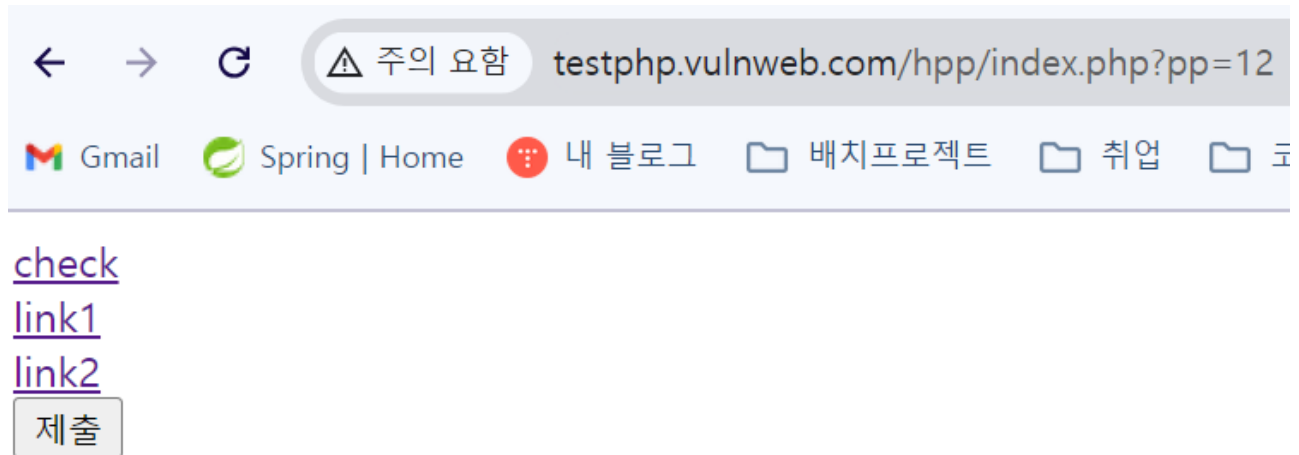 주의 요함 testphp.vulnweb.com/hpp/index.php?pp=12
Gmail Spring | Home 내 블로그 배치프로젝트 취업
check
link1
link2
제출